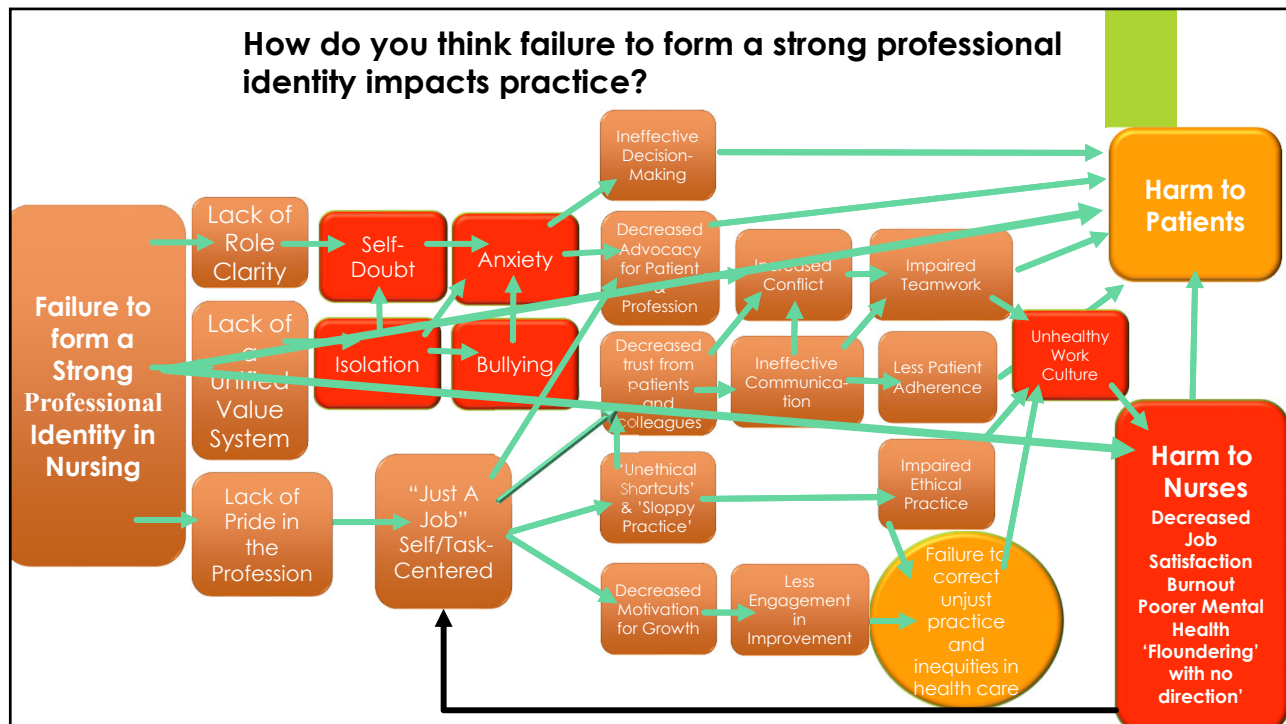 How do you think failure to form a strong professional
identity impacts practice?
Failure to
form a
Strong
Professional
Identity in
Nursing
Lack of
Role
Clarity
Lack of
a
unified
Value
System
Lack of
Pride in
the
Profession
Self-
Doubt
Anxiety
Isolation
Bullying
“Just A
Job”
Self/Task-
Centered
Ineffective
Decision-
Making
Decreased
Advocacy
for Patient
&
Profession
Decreased
trust from
patients
and
colleagues
‘Unethical
Shortcuts’
& ’Sloppy
Practice’
Decreased
Motivation
for Growth
Increased
Conflict
Ineffective
Communica-
tion
Less
Engagement
in
Improvement
Impaired
Teamwork
Less Patient
Adherence
Impaired
Ethical
Practice
Failure to
correct
unjust
practice
and
inequities in
health care
Unhealthy
Work
Culture
Harm to
Patients
Harm to
Nurses
Decreased
Job
Satisfaction
Burnout
Poorer Mental
Health
‘Floundering’
with no
direction’